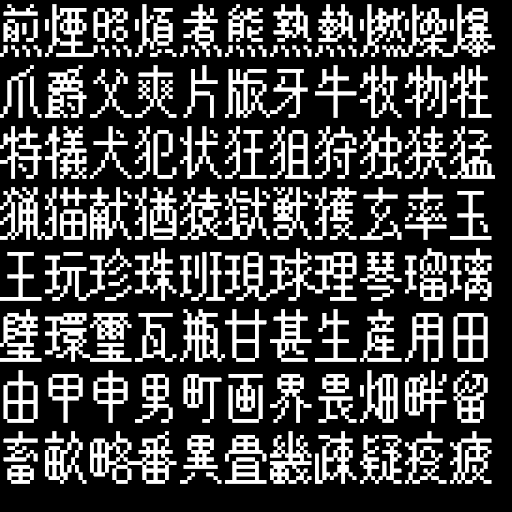 煎煙照煩煮熊熟熱燃燥爆
爪爵父爽片版牙牛牧物牲
特犠犬犯状狂狙狩独狭猛
猟猫献猶猿獄獣獲玄率玉
王玩珍珠班現球理琴瑠璃
璧環璽瓦瓶甘甚生産用田
由甲申男町画界畏畑畔留
畜畝略番異畳畿疎疑疫疲